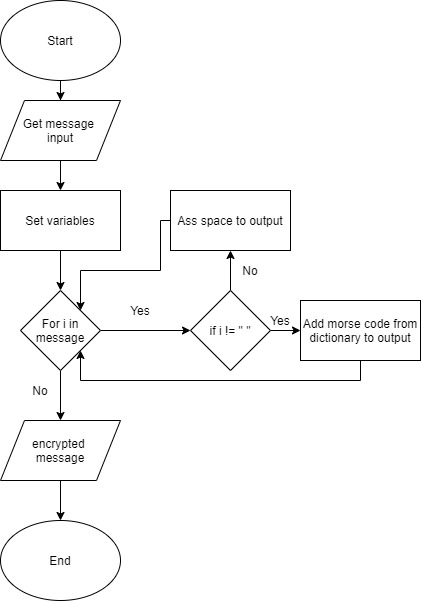 Start
Get message
input
Set variables
Ass space to output
No
For i in
message
Yes
if i != " "
Yes
Add morse code from
dictionary to output
No
encrypted
message
End